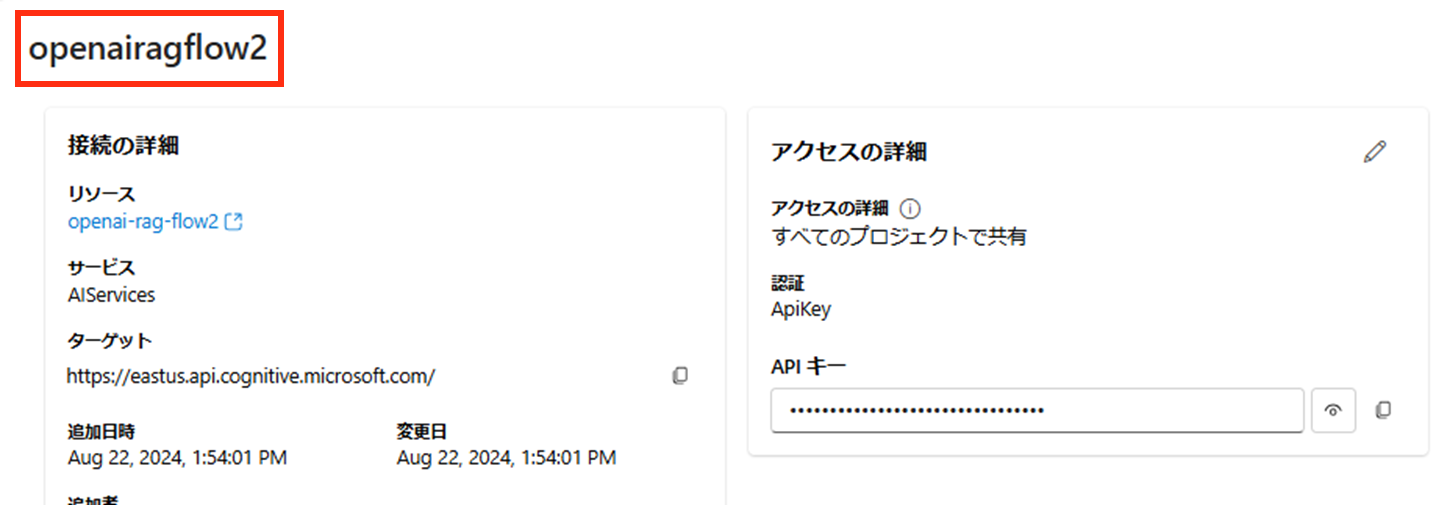 openairagflow2
接続の詳細
リソース
openai-rag-flow2
サービス
AIServices
ターゲット
https://eastus.api.cognitive.microsoft.com/
追加日時
Aug 22, 2024, 1:54:01 PM
変更日
Aug 22, 2024, 1:54:01 PM
追加者
アクセスの詳細
アクセスの詳細
すべてのプロジェクトで共有
認証
ApiKey
API キー
••••••••••••••••••••••••••••••••